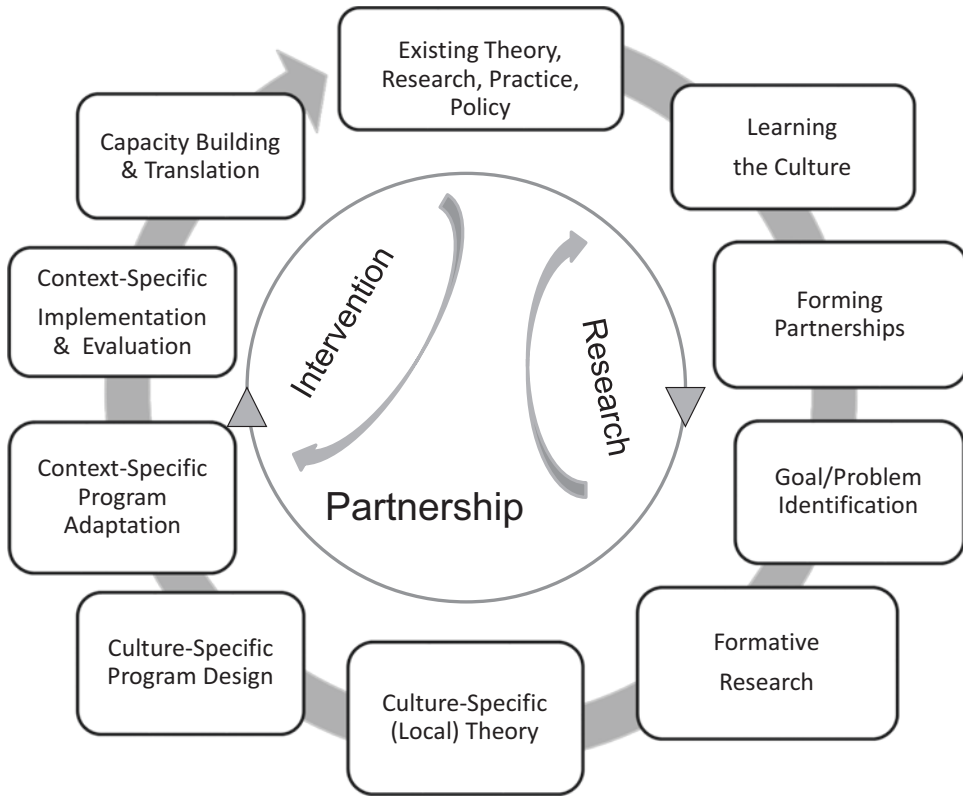 Existing Theory,
Research, Practice,
Policy
Learning
the Culture
Forming
Partnerships
Goal/Problem
Identification
Formative
Research
Culture-Specific
(Local) Theory
Culture-Specific
Program Design
Context-Specific
Program
Adaptation
Context-Specific
Implementation
& Evaluation
Capacity Building
& Translation
Intervention
Research
Partnership